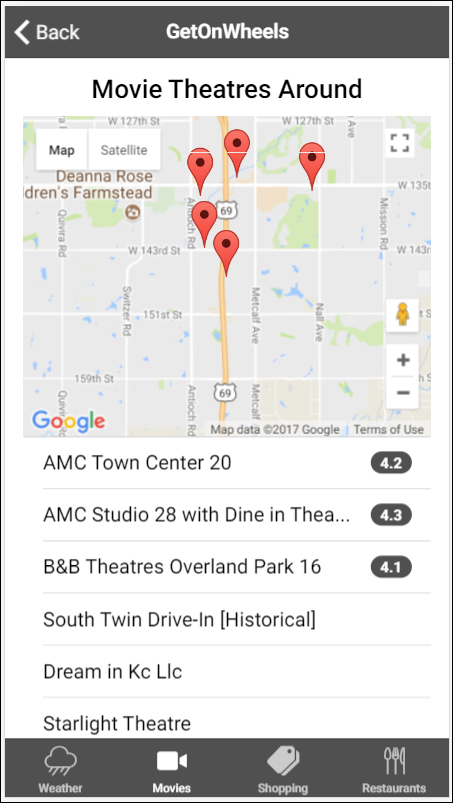 Back
GetOnWheels
Movie Theatres Around
W 127th St
W 127th St
Map
Satellite
Deanna Rose
ldren's Farmstead
W 135t
Quivira Rd
Antioch Rd
69
Mission Rd
W 143rd St
W 143r
Switzer Rd
Metcalf Ave
Nall Ave
151st St
t S
159th St
Quivira Rd
Antioch Rd
69
Metcalf
Google
Map data ©2017 Google
Terms of Use
AMC Town Center 20
4.2
AMC Studio 28 with Dine in Thea...
4.3
B&B Theatres Overland Park 16
4.1
South Twin Drive-In [Historical]
Dream in Kc Llc
Starlight Theatre
Weather
Movies
Shopping
Restaurants